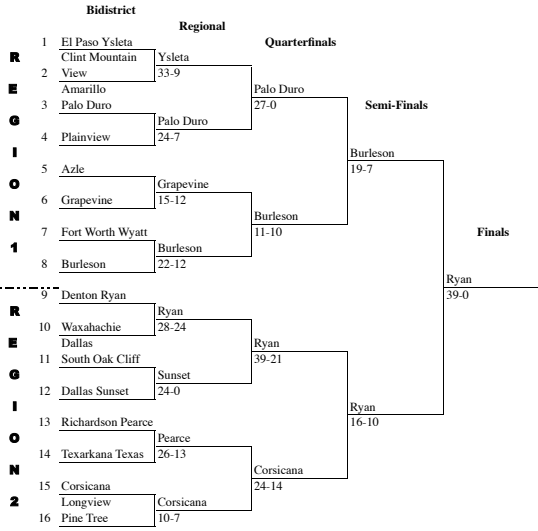 Bidistrict
Regional
Quarterfinals
Semi-Finals
Finals
REGION 1
1 El Paso Ysleta
Clint Mountain
2 View
Ysleta
33-9
Amarillo
3 Palo Duro
4 Plainview
Palo Duro
24-7
Palo Duro
27-0
5 Azle
6 Grapevine
Grapevine
15-12
7 Fort Worth Wyatt
8 Burleson
Burleson
22-12
Burleson
11-10
Burleson
19-7
REGION 2
9 Denton Ryan
10 Waxahachie
Ryan
28-24
Dallas
11 South Oak Cliff
12 Dallas Sunset
Sunset
24-0
Ryan
39-21
13 Richardson Pearce
14 Texarkana Texas
Pearce
26-13
15 Corsicana
Longview
16 Pine Tree
Corsicana
10-7
Corsicana
24-14
Ryan
16-10
Ryan
39-0